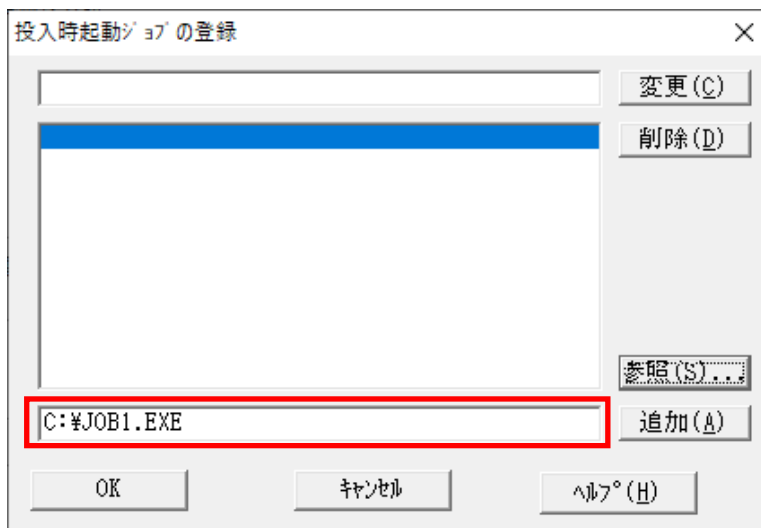 投入時起動ｼﾞｮﾌﾞの登録
変更(C)
削除(D)
参照(S)...
C:¥JOB1.EXE
追加(A)
OK
ｷｬﾝｾﾙ
ﾍﾙﾌﾟ(H)